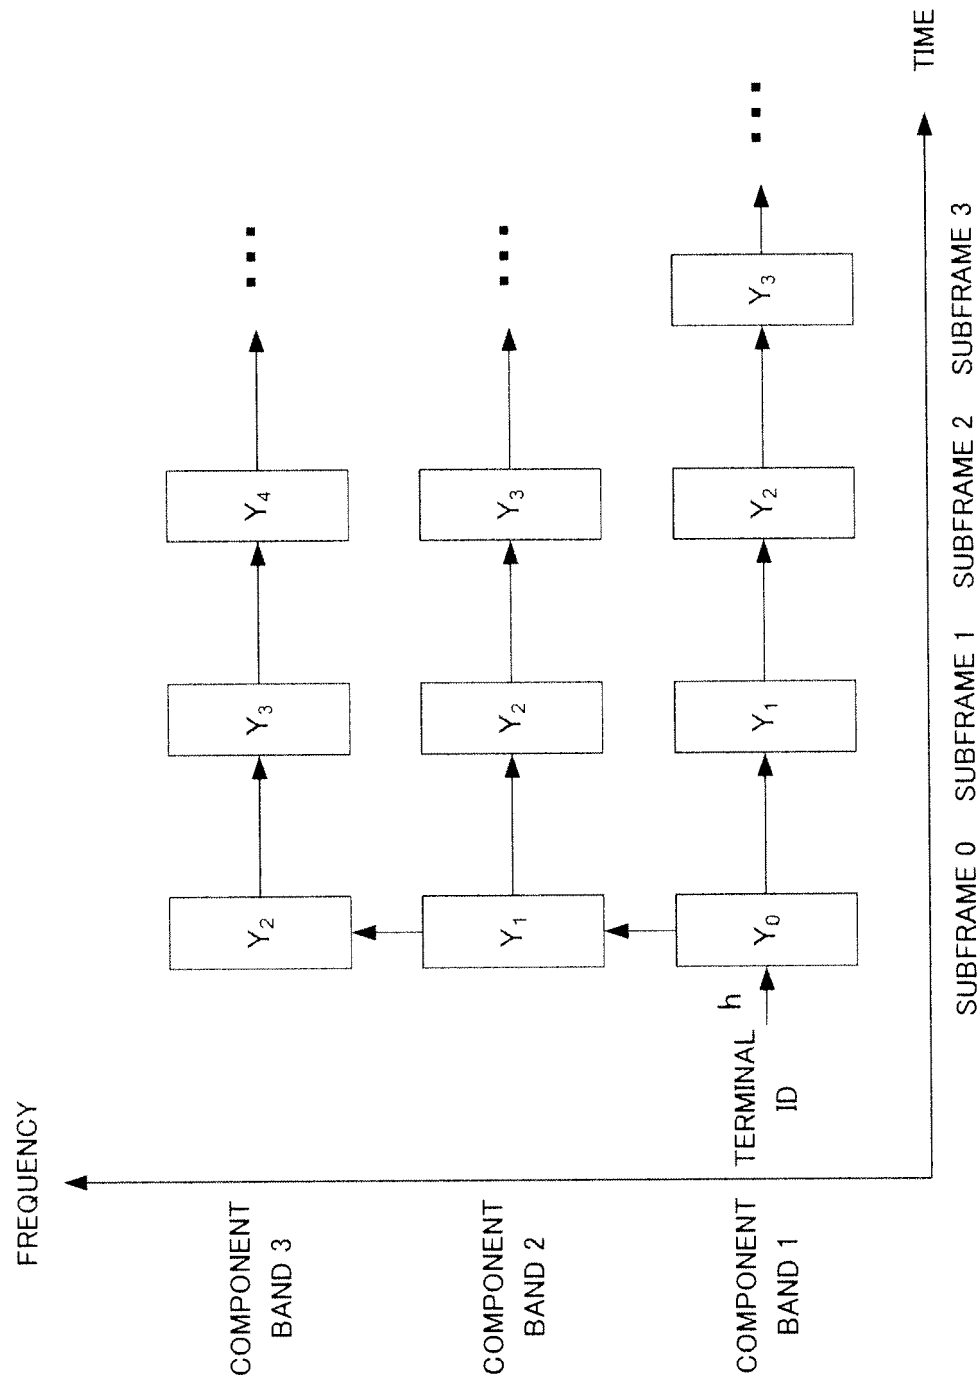 FREQUENCY
COMPONENT
BAND 3
Y2
Y3
Y4
...
COMPONENT
BAND 2
Y1
Y2
Y3
...
COMPONENT
BAND 1
TERMINAL
ID
h
Y0
Y1
Y2
Y3
...
TIME
SUBFRAME 0
SUBFRAME 1
SUBFRAME 2
SUBFRAME 3